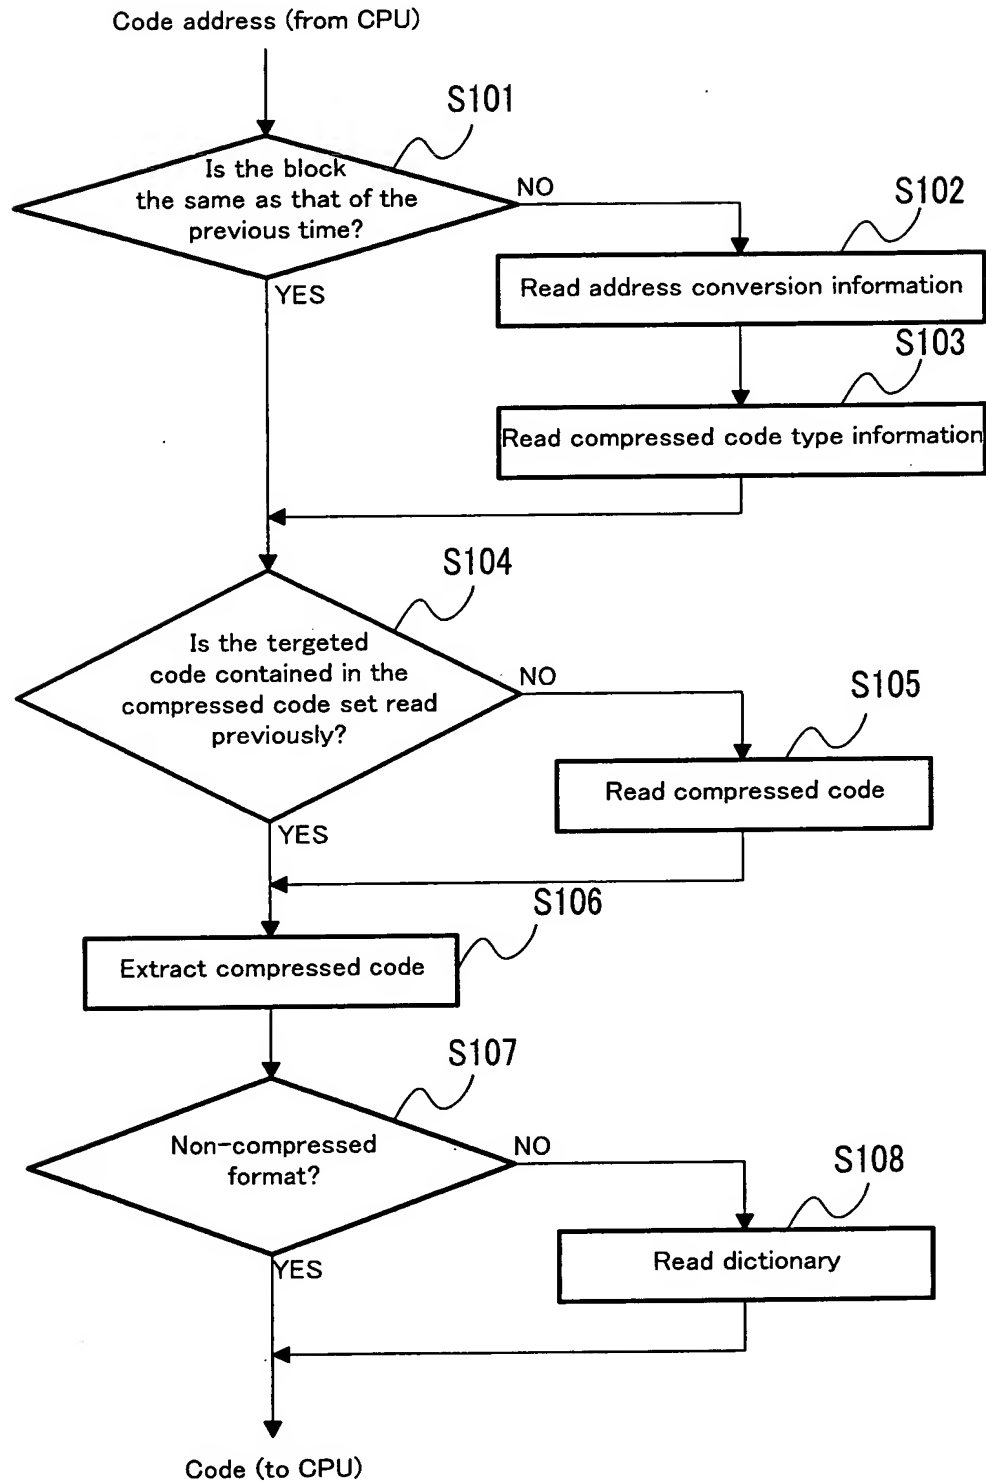 Code address (from CPU)
S101
Is the block
the same as that of the
previous time?
NO
S102
YES
Read address conversion information
S103
Read compressed code type information
S104
Is the tergeted
code contained in the
compressed code set read
previously?
NO
S105
Read compressed code
YES
S106
Extract compressed code
S107
Non-compressed
format?
NO
S108
Read dictionary
YES
Code (to CPU)